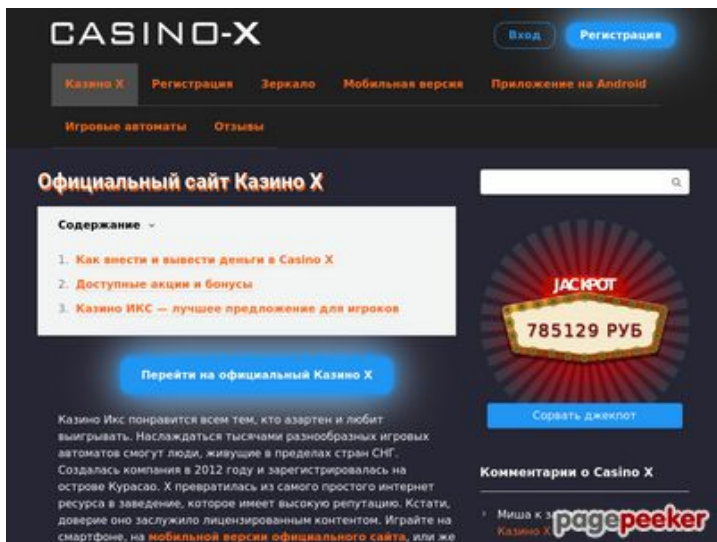 CASINO-X
Вход
Регистрация
Казино X
Регистрация
Зеркало
Мобильная версия
Приложение на Android
Игровые автоматы
Отзывы
Официальный сайт Казино X
Содержание
1. Как внести и вывести деньги в Casino X
2. Доступные акции и бонусы
3. Казино ИКС — лучшее предложение для игроков
Перейти на официальный Казино X
Казино Икс понравится всем тем, кто азартен и любит
выигрывать. Наслаждаться тысячами разнообразных игровых
автоматов смогут люди, живущие в пределах стран СНГ.
Создалась компания в 2012 году и зарегистрировалась на
острове Курасао. X превратилась из самого простого интернет
ресурса в заведение, которое имеет высокую репутацию. Кстати,
доверие оно заслужило лицензированным контентом. Играйте на
смартфоне, на мобильной версии официального сайта, или же
JACKPOT
785129 РУБ
Сорвать джекпот
Комментарии о Casino X
Миша к
Казино X
pagepeeker